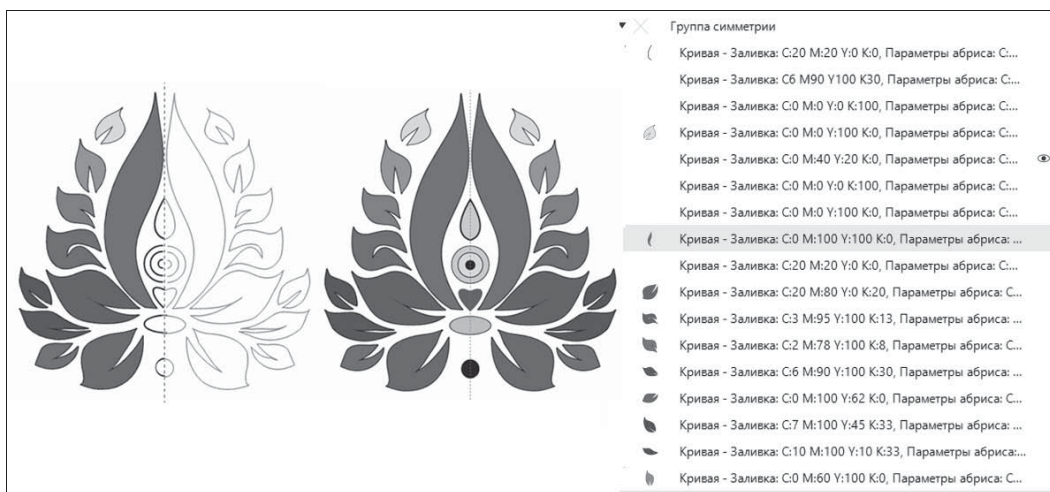 Группа симметрии
Кривая - Заливка: C:20 M:20 Y:0 K:0, Параметры абриса: C:...
Кривая - Заливка: C6 M90 Y100 K30, Параметры абриса: C:...
Кривая - Заливка: C:0 M:0 Y:0 K:100, Параметры абриса: C:...
Кривая - Заливка: C:0 M:0 Y:100 K:0, Параметры абриса: C:...
Кривая - Заливка: C:0 M:40 Y:20 K:0, Параметры абриса: C:...
Кривая - Заливка: C:0 M:0 Y:0 K:100, Параметры абриса: C:...
Кривая - Заливка: C:0 M:0 Y:100 K:0, Параметры абриса: C:...
Кривая - Заливка: C:0 M:100 Y:100 K:0, Параметры абриса: ...
Кривая - Заливка: C:20 M:20 Y:0 K:0, Параметры абриса: C:...
Кривая - Заливка: C:20 M:80 Y:0 K:20, Параметры абриса: C...
Кривая - Заливка: C:3 M:95 Y:100 K:13, Параметры абриса: C...
Кривая - Заливка: C:2 M:78 Y:100 K:8, Параметры абриса: C...
Кривая - Заливка: C:6 M:90 Y:100 K:30, Параметры абриса: ...
Кривая - Заливка: C:0 M:100 Y:62 K:0, Параметры абриса: C...
Кривая - Заливка: C:7 M:100 Y:45 K:33, Параметры абриса: ...
Кривая - Заливка: C:10 M:100 Y:10 K:33, Параметры абриса:...
Кривая - Заливка: C:0 M:60 Y:100 K:0, Параметры абриса: C...